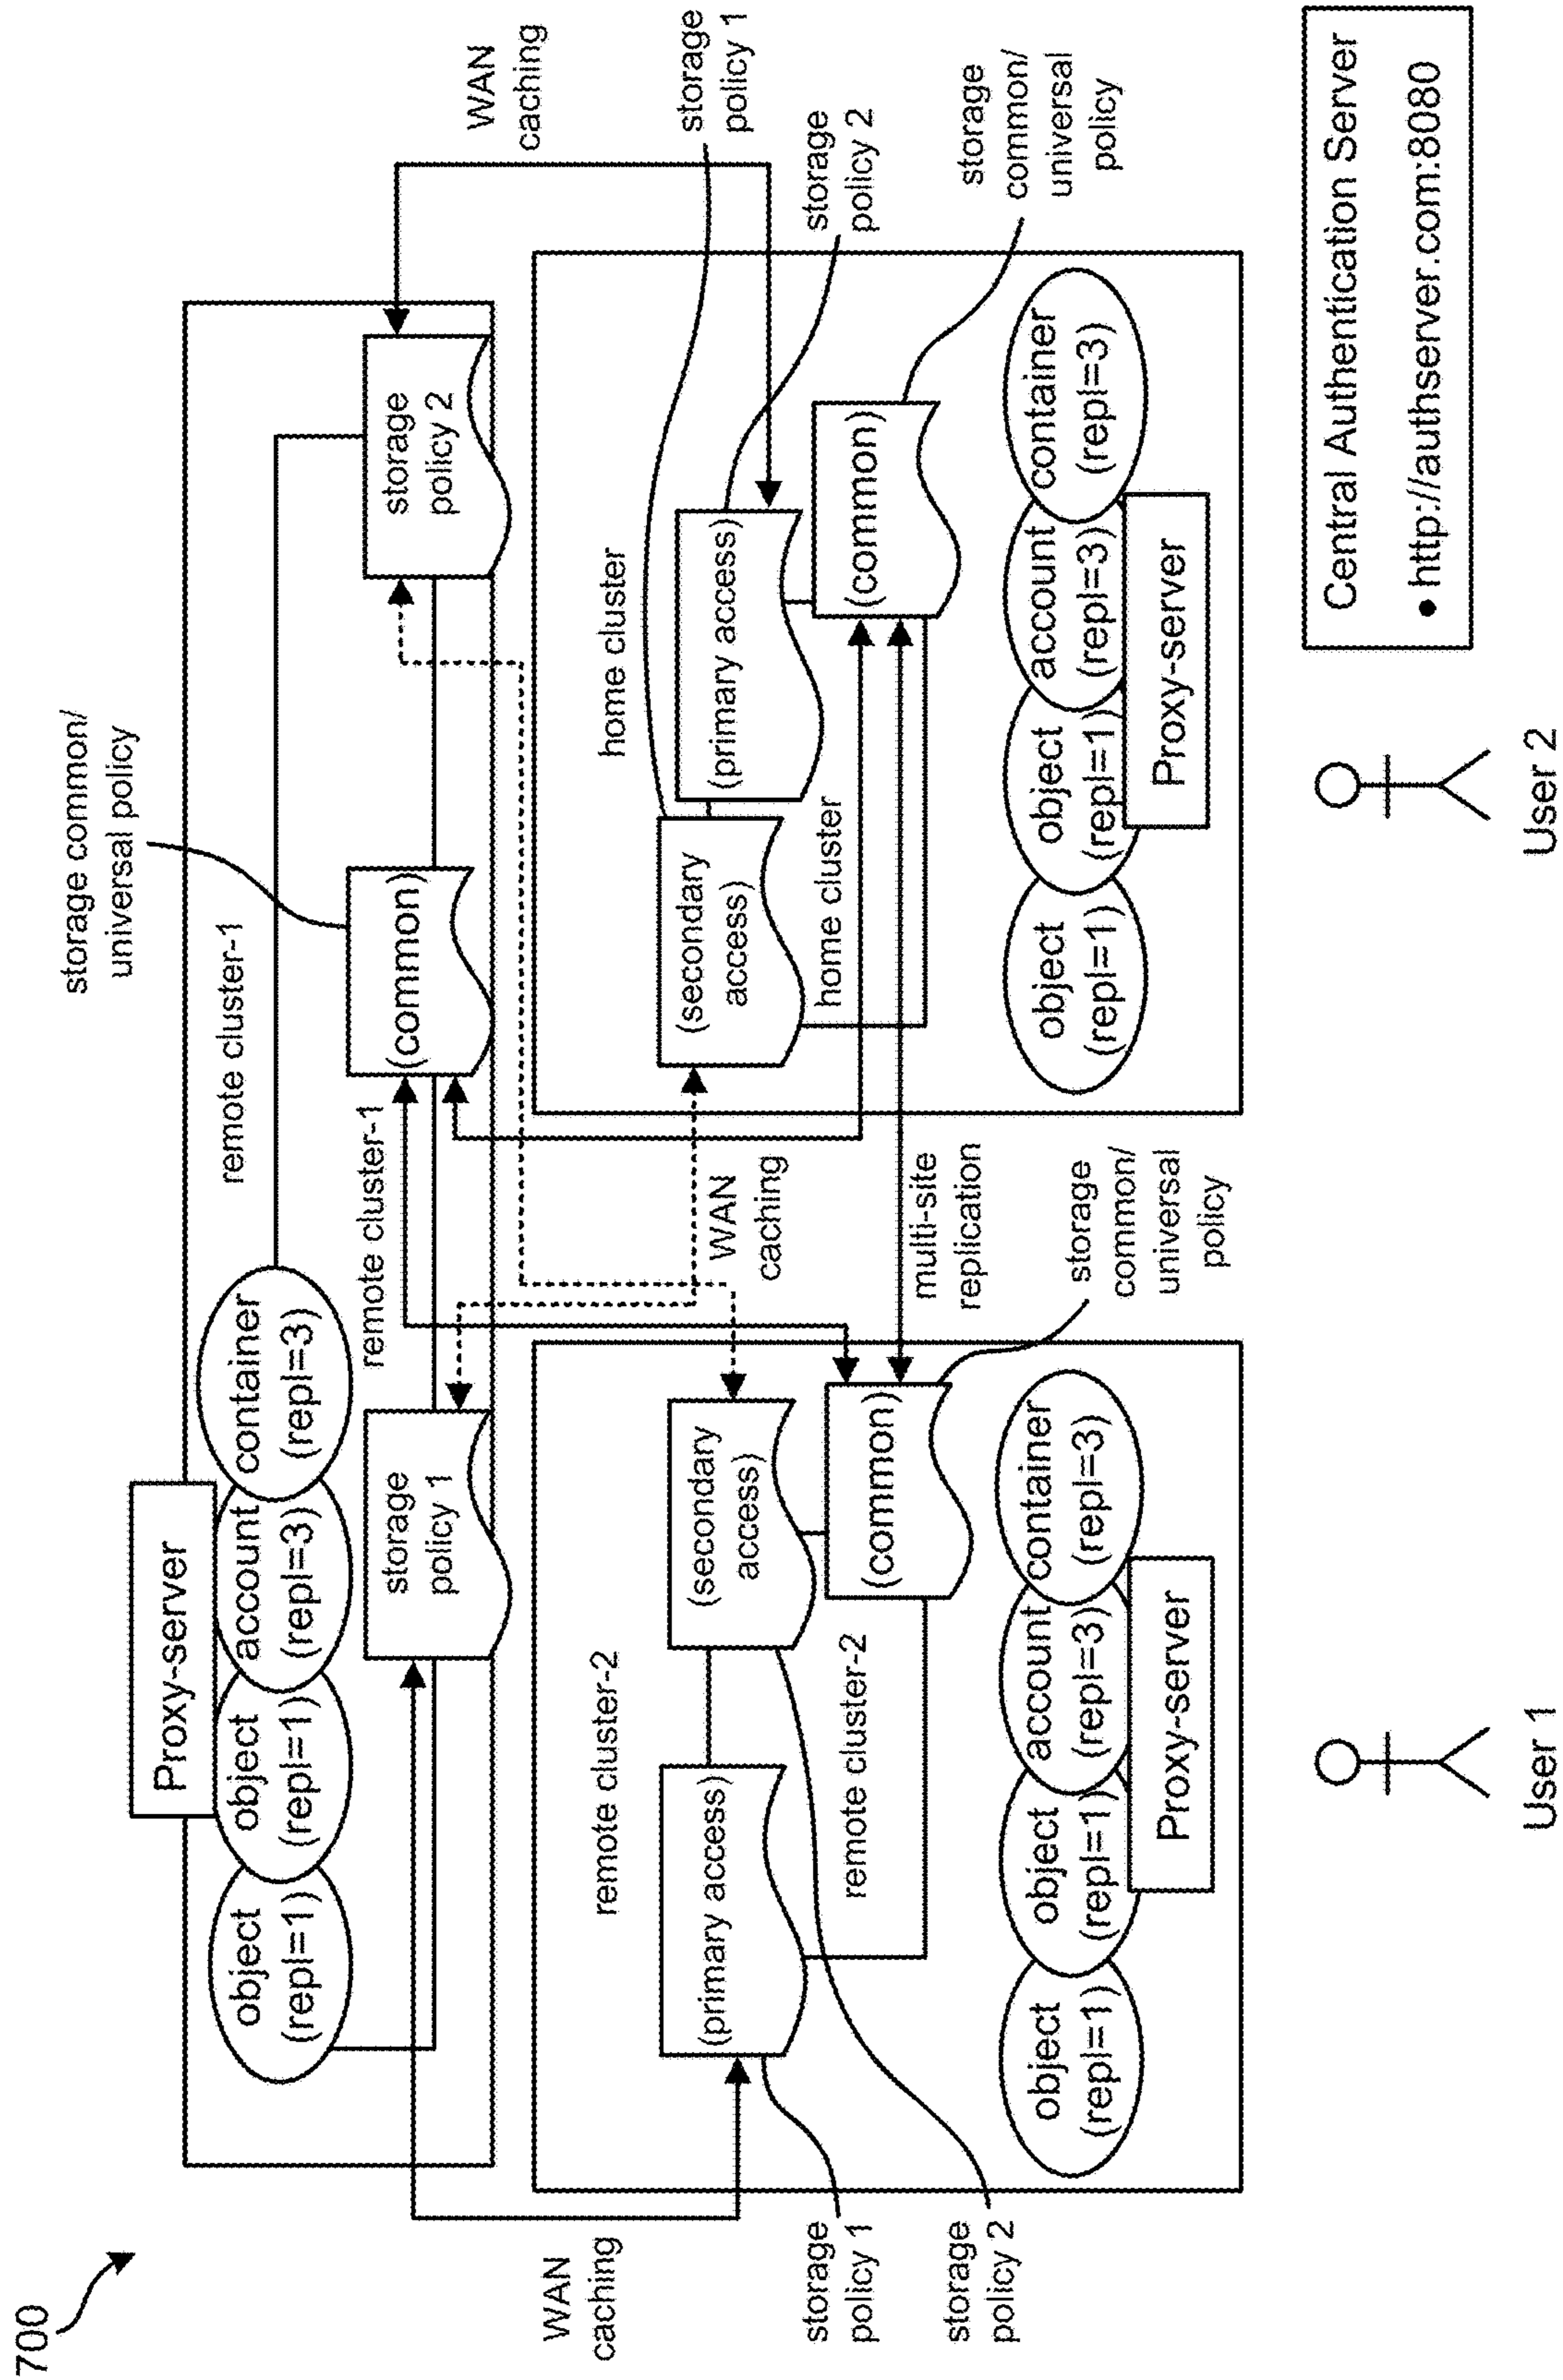 700
Proxy-server
object
(repl=1)
object
(repl=1)
account
(repl=3)
container
(repl=3)
remote cluster-1
storage common/
universal policy
storage
policy 1
remote cluster-1
(common)
storage
policy 2
WAN
caching
WAN
caching
remote cluster-2
(primary access)
(secondary
access)
remote cluster-2
(common)
storage
policy 1
storage
policy 2
object
(repl=1)
object
(repl=1)
account
(repl=3)
container
(repl=3)
Proxy-server
WAN
caching
multi-site
replication
storage
common/
universal
policy
home cluster
(secondary
access)
(primary access)
home cluster
(common)
storage
policy 1
storage
policy 2
storage
common/
universal
policy
object
(repl=1)
object
(repl=1)
account
(repl=3)
container
(repl=3)
Proxy-server
User 1
User 2
Central Authentication Server
• http://authserver.com:8080